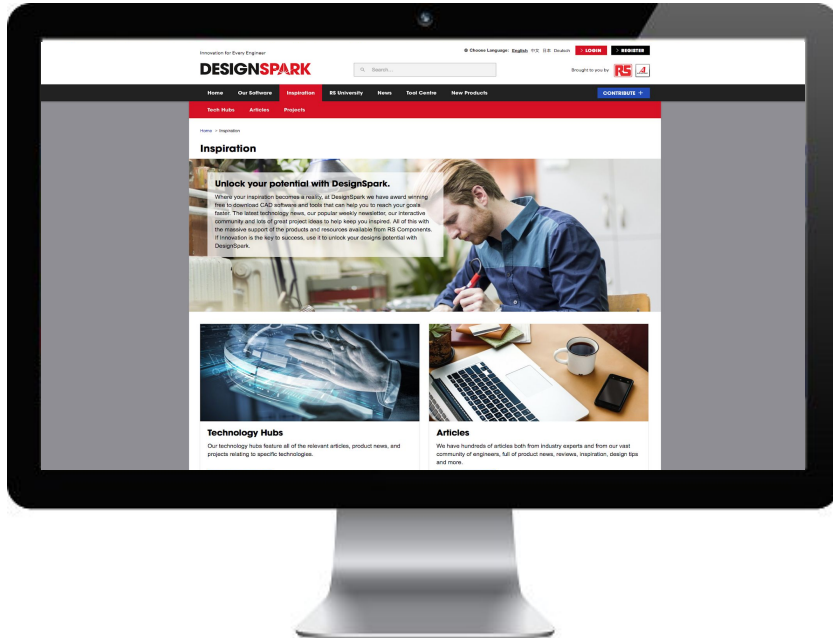 Innovation for Every Engineer
Choose Language: English 中文 日本 Deutsch > LOGIN > REGISTER
DESIGNSPARK
Search...
Brought to you by RS A
Home Our Software Inspiration RS University News Tool Centre New Products CONTRIBUTE +
Tech Hubs Articles Projects
Home > Inspiration
Inspiration
Unlock your potential with DesignSpark.
Where your inspiration becomes a reality, at DesignSpark we have award winning
free to download CAD software and tools that can help you to reach your goals
faster. The latest technology news, our popular weekly newsletter, our interactive
community and lots of great project ideas to help keep you inspired. All of this with
the massive support of the products and resources available from RS Components.
If innovation is the key to success, use it to unlock your designs potential with
DesignSpark.
Technology Hubs
Our technology hubs feature all of the relevant articles, product news, and
projects relating to specific technologies.
Articles
We have hundreds of articles both from industry experts and from our vast
community of engineers, full of product news, reviews, inspiration, design tips
and more.